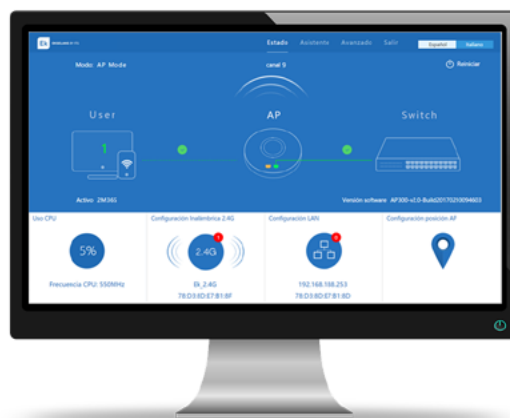 Ek
Estado Asistente Avanzado Salir Español Italiano
Modo: AP Mode canal 9 Reiniciar
User AP Switch
1
Activo 2M36S Versión software AP300-v2.0-Build20170210094603
Uso CPU Configuración Inalámbrica 2.4G Configuración LAN Configuración posición AP
5% 2.4G
Frecuencia CPU: 550MHz Ek_2.4G 192.168.188.253
78:D3:8D:E7:B1:8F 78:D3:8D:E7:B1:8D